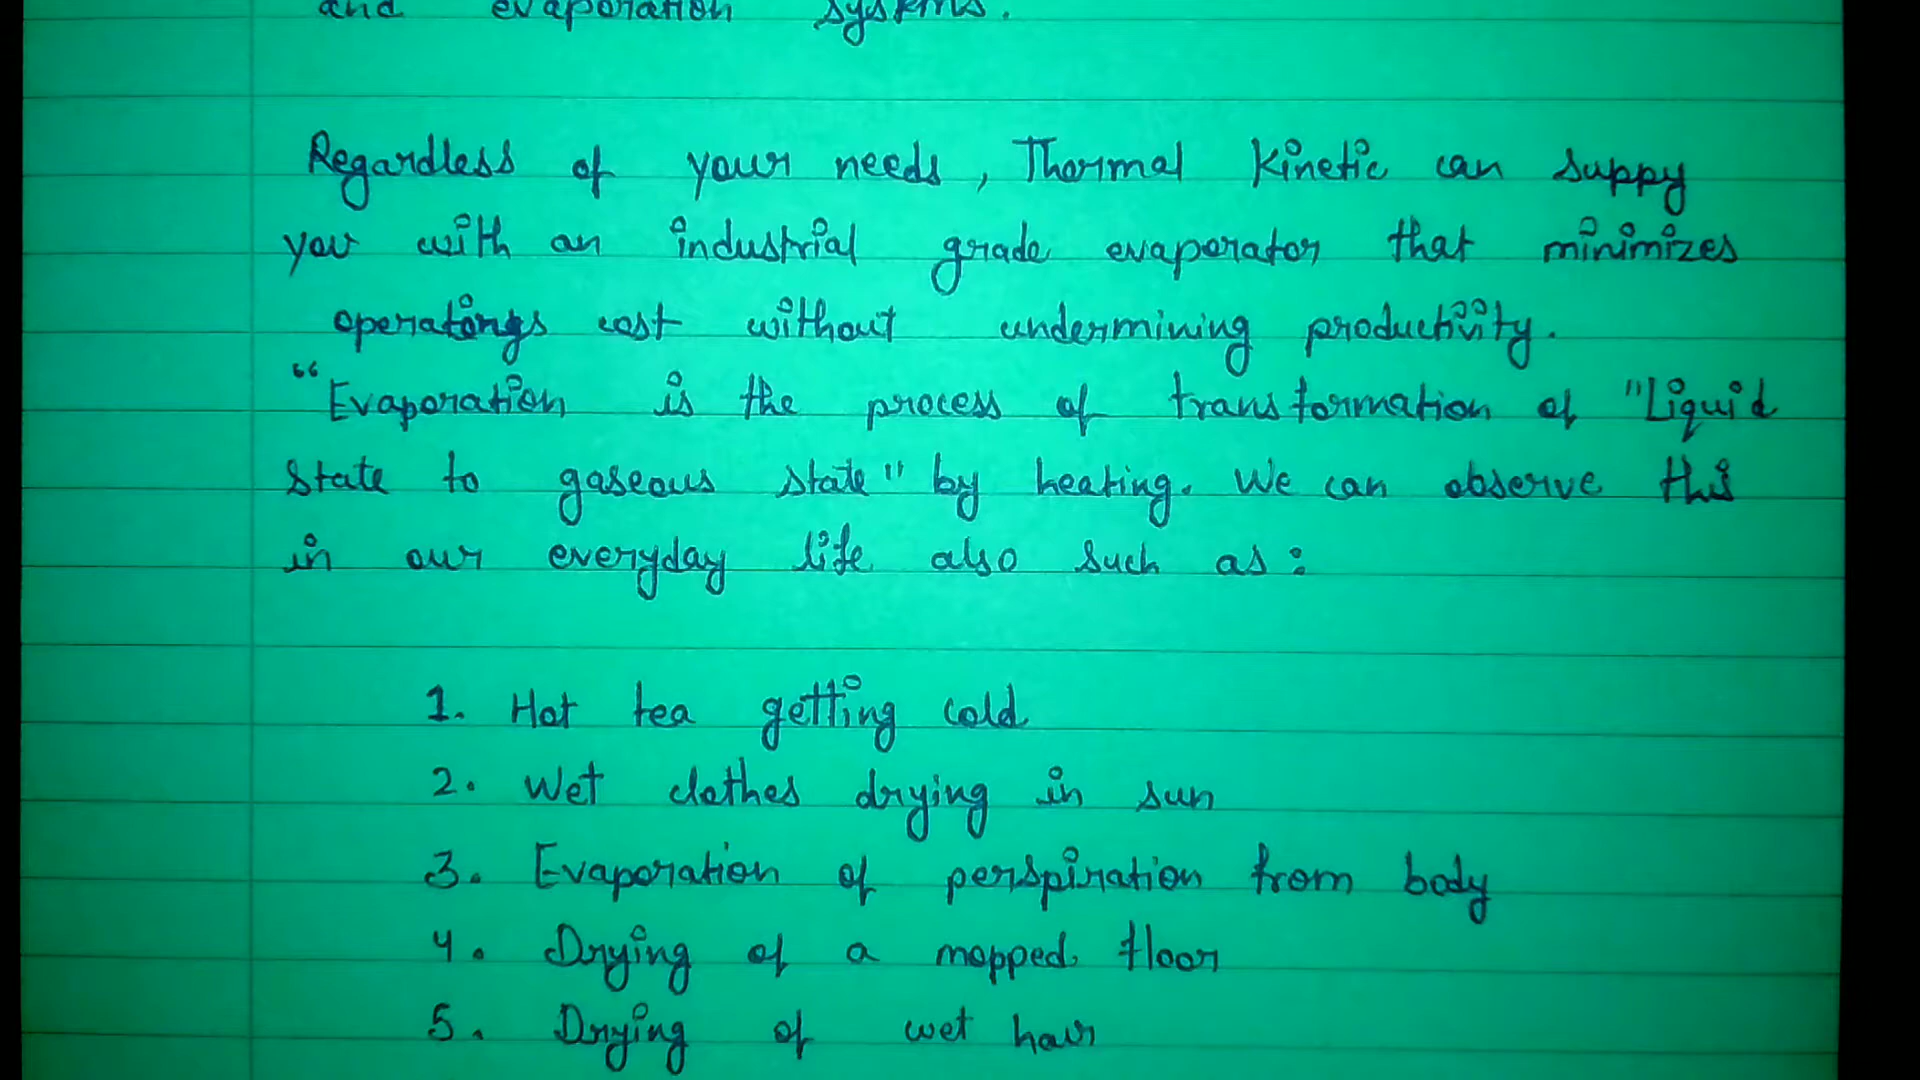 and evaporation systems.
Regardless of your needs, Thermal Kinetic can suppy
you with an industrial grade evaporator that minimizes
operatings cost without undermining productivity.
"Evaporation is the process of transformation of "Liquid
state to gaseous state" by heating. We can observe this
in our everyday life also such as:
1. Hot tea getting cold
2. Wet clothes drying in sun
3. Evaporation of perspiration from body
4. Drying of a mopped floor
5. Drying of wet hair